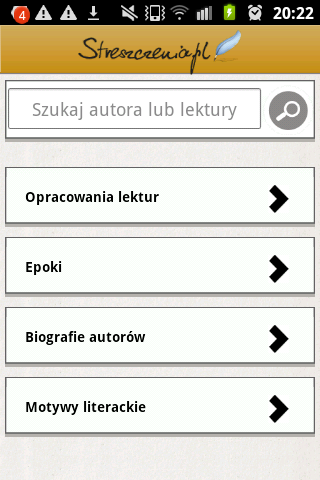 4
20:22
Streszczenia.pl
Szukaj autora lub lektury
Opracowania lektur
Epoki
Biografie autorów
Motywy literackie